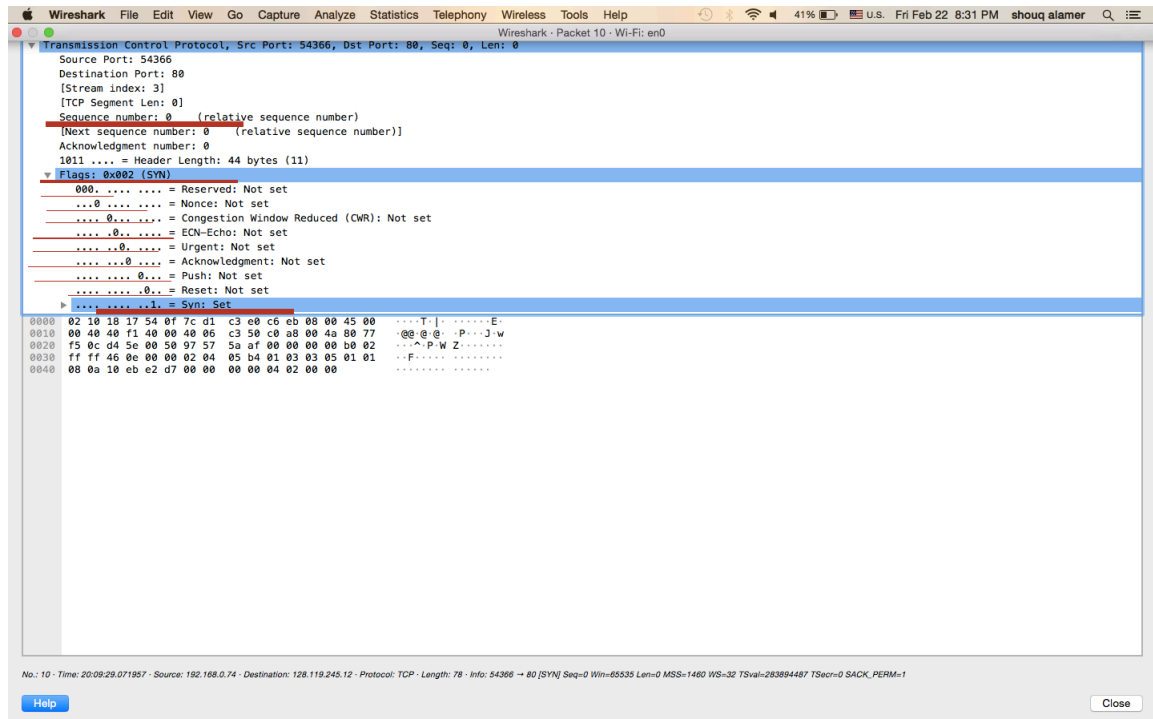 Wireshark File Edit View Go Capture Analyze Statistics Telephony Wireless Tools Help 41% U.S. Fri Feb 22 8:31 PM shouq alamer
Wireshark · Packet 10 · Wi-Fi: en0
Transmission Control Protocol, Src Port: 54366, Dst Port: 80, Seq: 0, Len: 0
Source Port: 54366
Destination Port: 80
[Stream index: 3]
[TCP Segment Len: 0]
Sequence number: 0 (relative sequence number)
[Next sequence number: 0 (relative sequence number)]
Acknowledgment number: 0
1011 .... = Header Length: 44 bytes (11)
Flags: 0x002 (SYN)
000. .... .... = Reserved: Not set
...0 .... .... = Nonce: Not set
.... 0... .... = Congestion Window Reduced (CWR): Not set
.... .0.. .... = ECN-Echo: Not set
.... ..0. .... = Urgent: Not set
.... ...0 .... = Acknowledgment: Not set
.... .... 0... = Push: Not set
.... .... .0.. = Reset: Not set
.... .... ..1. = Syn: Set
0000 02 10 18 17 54 0f 7c d1 c3 e0 c6 eb 08 00 45 00 ····T·|· ······E·
0010 00 40 40 f1 40 00 40 06 c3 50 c0 a8 00 4a 80 77 ·@@·@·@· ·P···J·w
0020 f5 0c d4 5e 00 50 97 57 5a af 00 00 00 00 b0 02 ···^·P·W Z·······
0030 ff ff 46 0e 00 00 02 04 05 b4 01 03 03 05 01 01 ··F····· ········
0040 08 0a 10 eb e2 d7 00 00 00 00 04 02 00 00 ········ ······
No.: 10 · Time: 20:09:29.071957 · Source: 192.168.0.74 · Destination: 128.119.245.12 · Protocol: TCP · Length: 78 · Info: 54366 → 80 [SYN] Seq=0 Win=65535 Len=0 MSS=1460 WS=32 TSval=283894487 TSecr=0 SACK_PERM=1
Help Close